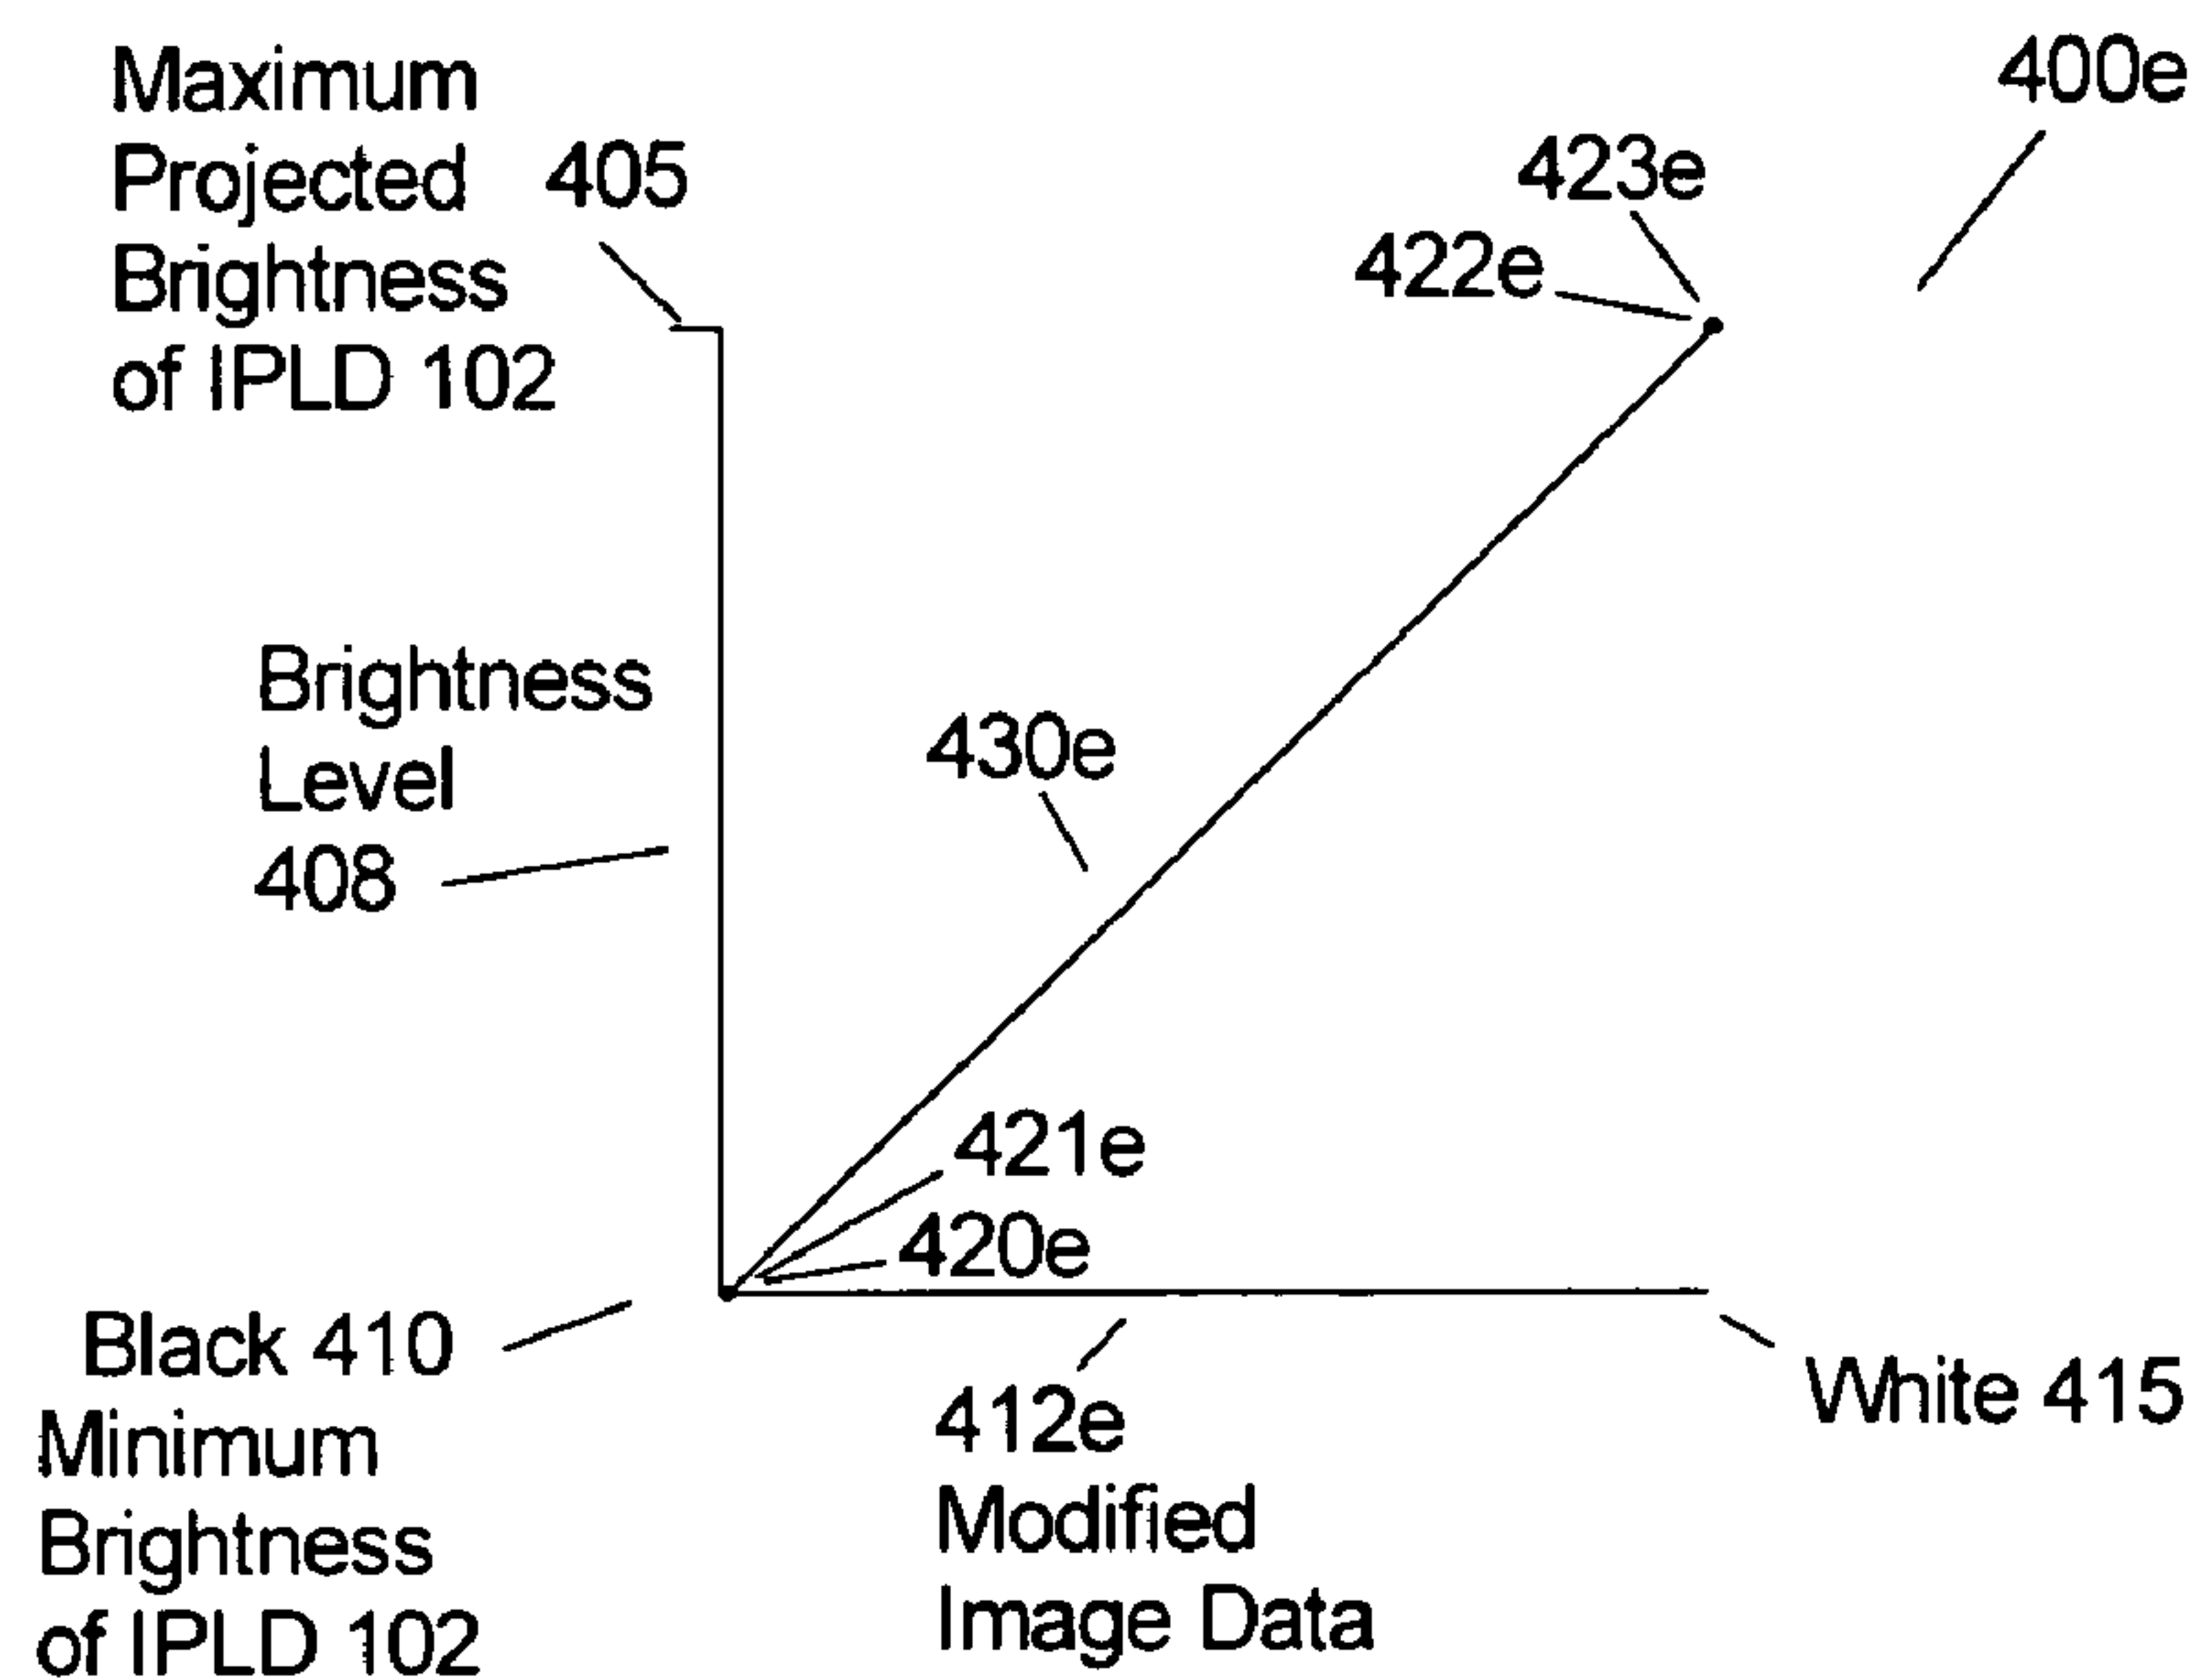 Maximum
Projected 405
Brightness
of IPLD 102
400e
423e
422e
Brightness
Level
408
430e
421e
420e
Black 410
Minimum
Brightness
of IPLD 102
412e
Modified
Image Data
White 415